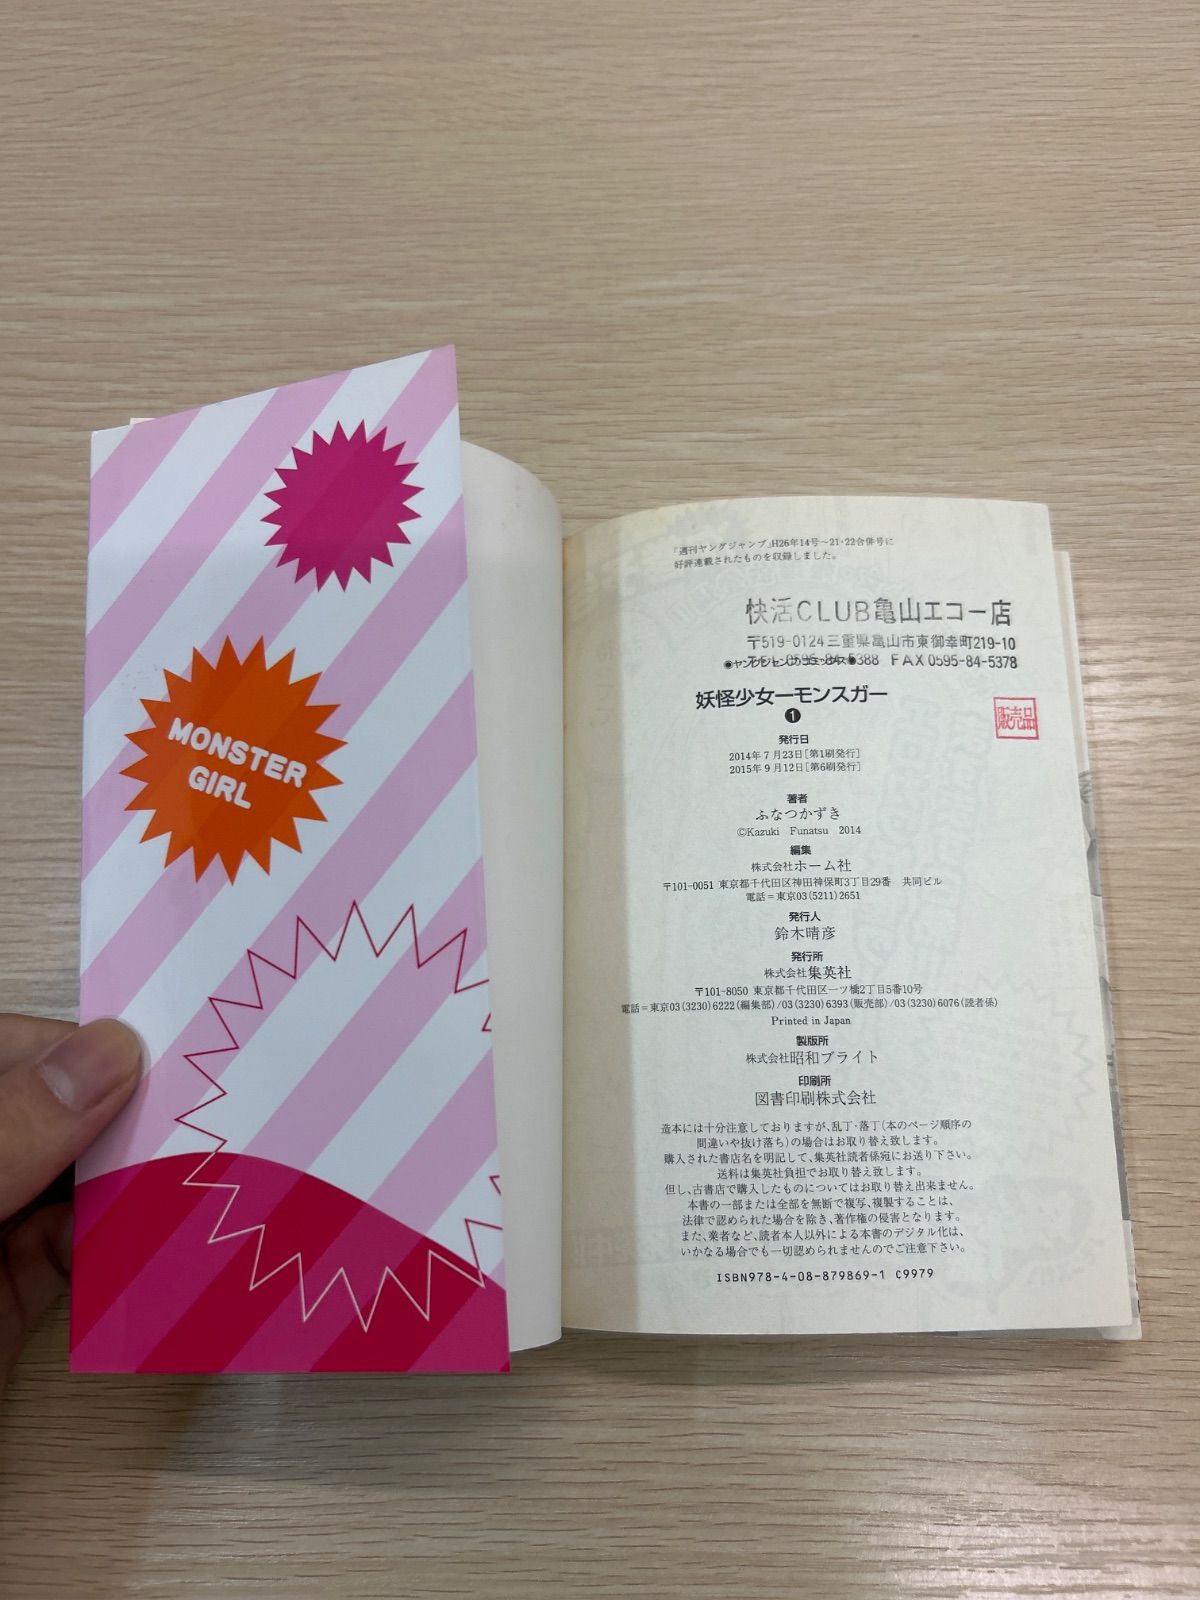 MONSTER
GIRL
「週刊ヤングジャンプ」H26年14号〜21・22合併号に
好評連載されたものを収録しました。
快活CLUB亀山エコー店
〒519-0124三重県亀山市東御幸町219-10
TEL 0595-84-5388 FAX 0595-84-5378
◉ヤングジャンプコミックス◉
妖怪少女ーモンスガー
❶
販売品
発行日
2014年7月23日[第1刷発行]
2015年9月12日[第6刷発行]
著者
ふなつかずき
©Kazuki Funatsu 2014
編集
株式会社ホーム社
〒101-0051 東京都千代田区神田神保町3丁目29番 共同ビル
電話=東京03(5211)2651
発行人
鈴木晴彦
発行所
株式会社集英社
〒101-8050 東京都千代田区一ツ橋2丁目5番10号
電話=東京03(3230)6222(編集部)/03(3230)6393(販売部)/03(3230)6076(読者係)
Printed in Japan
製版所
株式会社昭和ブライト
印刷所
図書印刷株式会社
造本には十分注意しておりますが、乱丁・落丁(本のページ順序の
間違いや抜け落ち)の場合はお取り替え致します。
購入された書店名を明記して、集英社読者係宛にお送り下さい。
送料は集英社負担でお取り替え致します。
但し、古書店で購入したものについてはお取り替え出来ません。
本書の一部または全部を無断で複写、複製することは、
法律で認められた場合を除き、著作権の侵害となります。
また、業者など、読者本人以外による本書のデジタル化は、
いかなる場合でも一切認められませんのでご注意下さい。
ISBN978-4-08-879869-1 C9979